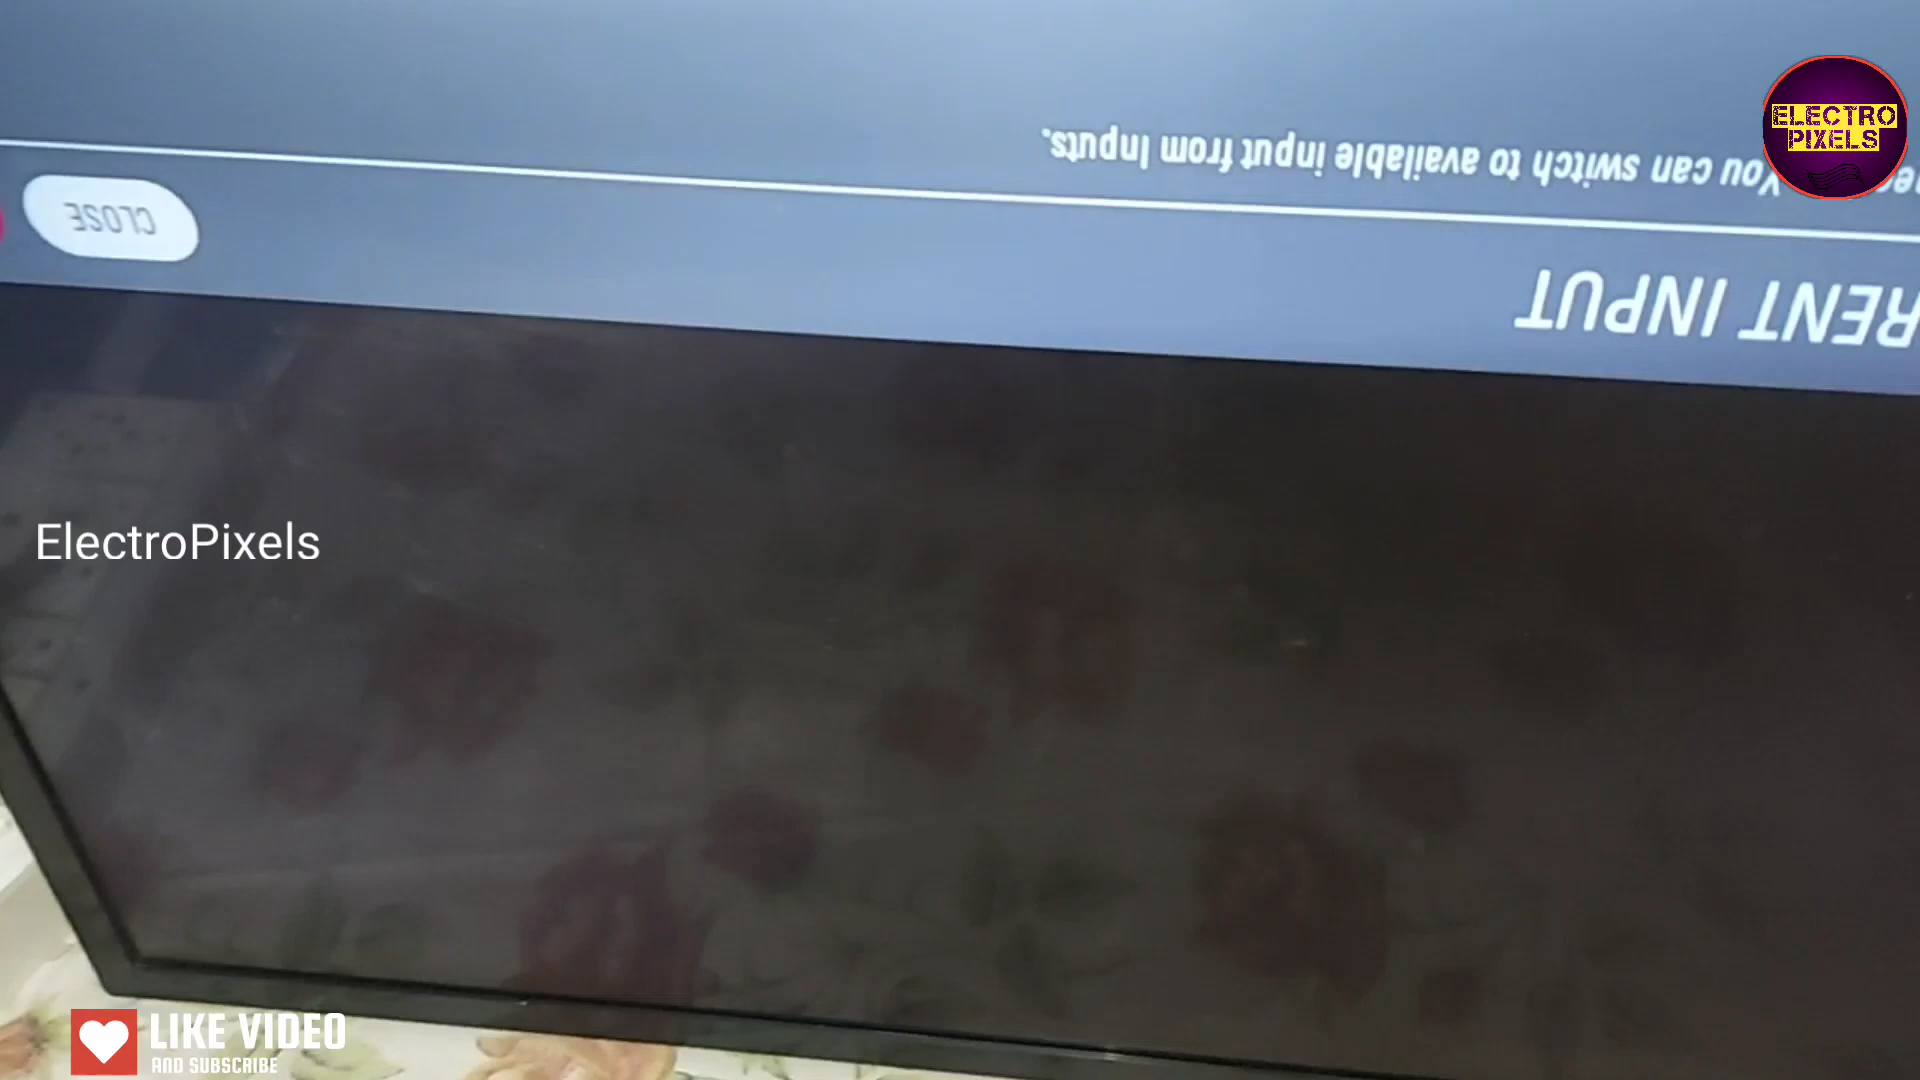 ELECTRO
PIXELS
You can switch to available input from Inputs.
CLOSE
RENT INPUT
ElectroPixels
LIKE VIDEO
AND SUBSCRIBE